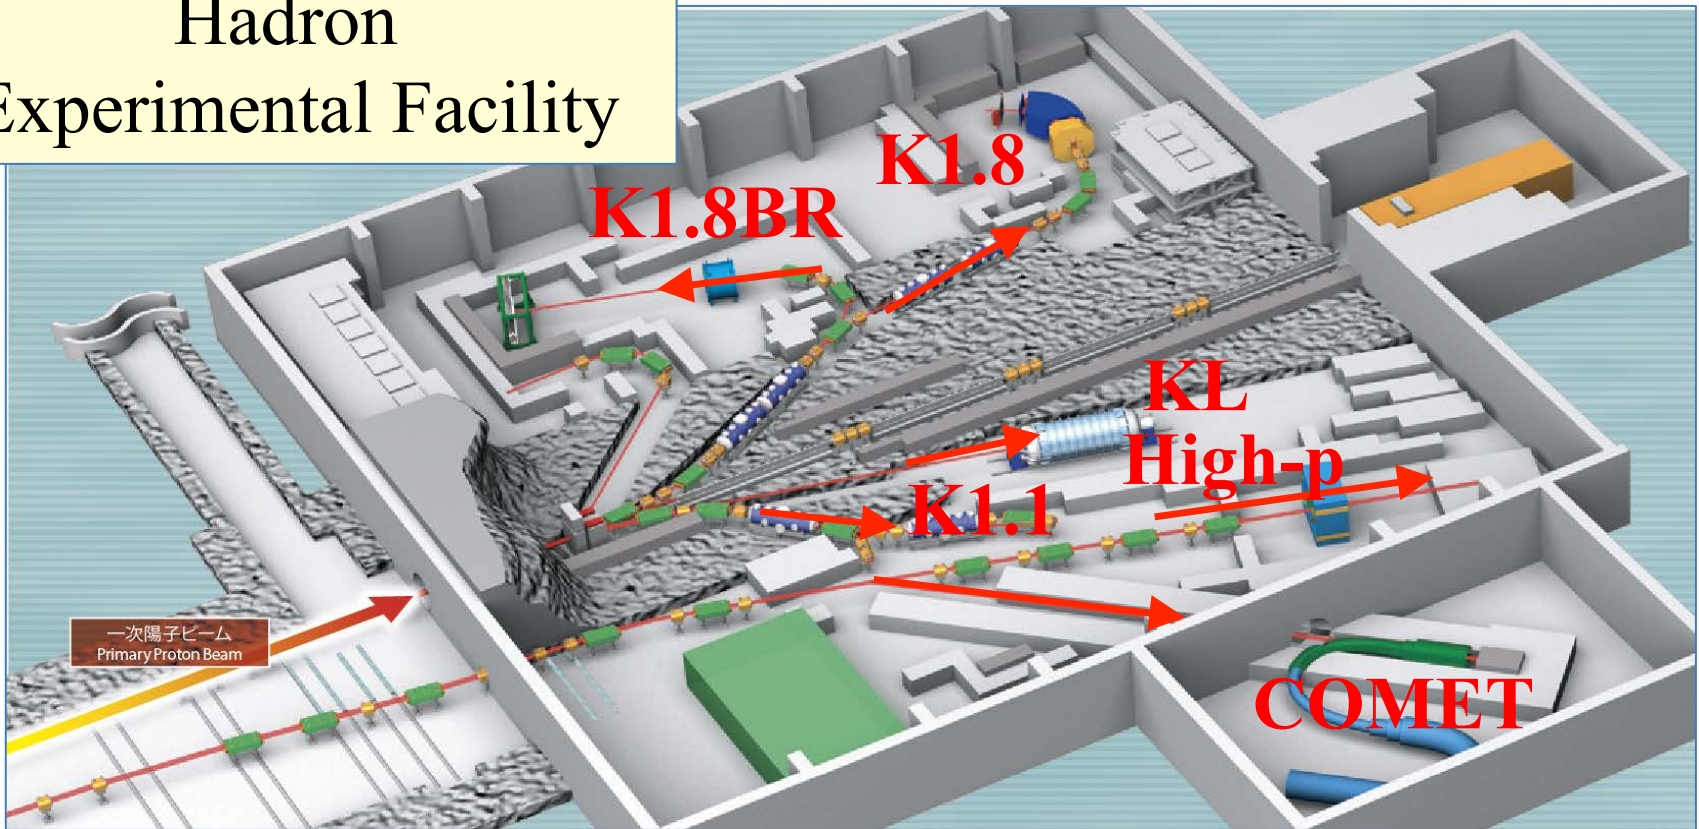 Hadron
Experimental Facility
K1.8
K1.8BR
KL
High-p
K1.1
一次陽子ビーム
Primary Proton Beam
COMET